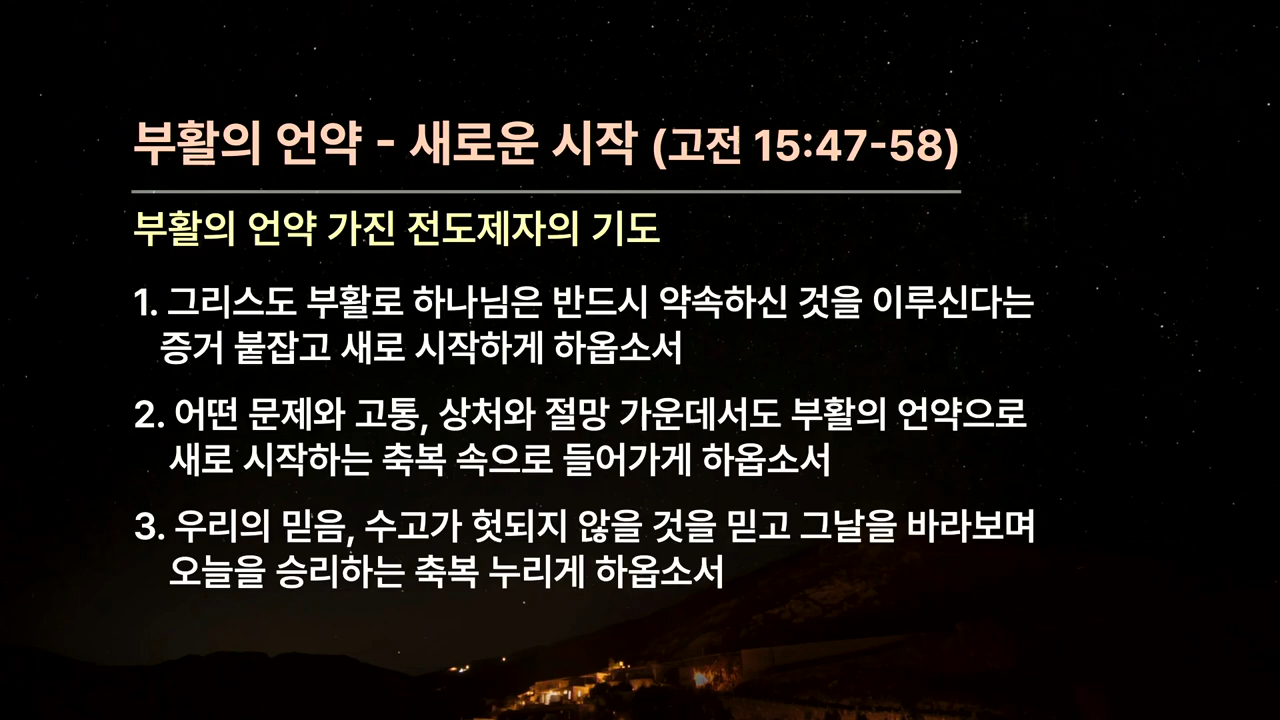 부활의 언약 - 새로운 시작 (고전 15:47-58)
부활의 언약 가진 전도제자의 기도
1. 그리스도 부활로 하나님은 반드시 약속하신 것을 이루신다는
증거 붙잡고 새로 시작하게 하옵소서
2. 어떤 문제와 고통, 상처와 절망 가운데서도 부활의 언약으로
새로 시작하는 축복 속으로 들어가게 하옵소서
3. 우리의 믿음, 수고가 헛되지 않을 것을 믿고 그날을 바라보며
오늘을 승리하는 축복 누리게 하옵소서